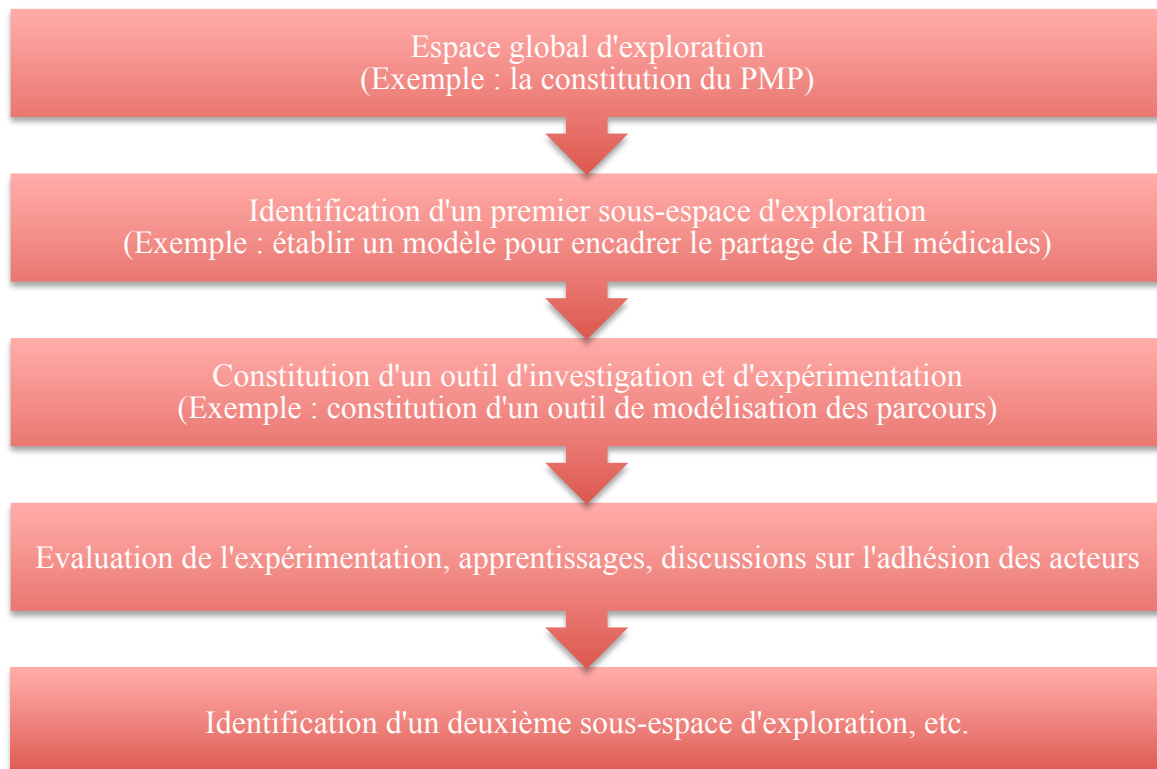 Espace global d'exploration
(Exemple : la constitution du PMP)
Identification d'un premier sous-espace d'exploration
(Exemple : établir un modèle pour encadrer le partage de RH médicales)
Constitution d'un outil d'investigation et d'expérimentation
(Exemple : constitution d'un outil de modélisation des parcours)
Evaluation de l'expérimentation, apprentissages, discussions sur l'adhésion des acteurs
Identification d'un deuxième sous-espace d'exploration, etc.